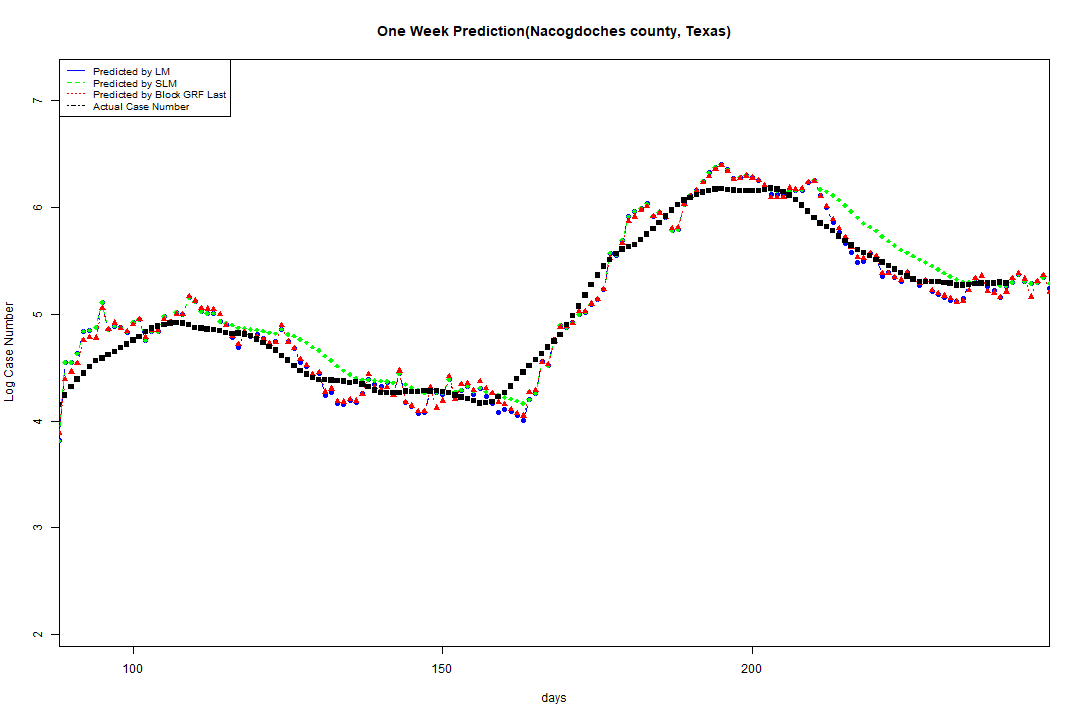 One Week Prediction(Nacogdoches county, Texas)
Predicted by LM
Predicted by SLM
Predicted by Block GRF Last
Actual Case Number
7
6
5
4
3
2
Log Case Number
100 150 200
days